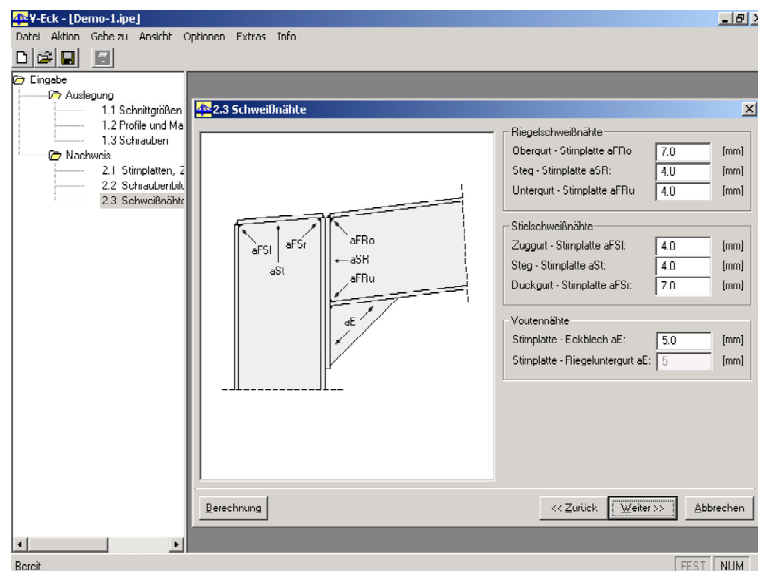 V-Eck - [Demo-1.ipe]
Datei Aktion Gehe zu Ansicht Optionen Extras Info
Eingabe
Auslegung
1.1 Schnittgrößen
1.2 Profile und Ma
1.3 Schrauben
Nachweis
2.1 Stirnplatten, Z
2.2 Schraubenbilk
2.3 Schweißnähte
2.3 Schweißnähte
aFSl
aSt
aFSr
aFRo
aSR
aFRu
aE
Riegelschweißnähte
Obergurt - Stirnplatte aFRo 7.0 [mm]
Steg - Stirnplatte aSR: 4.0 [mm]
Untergurt - Stirnplatte aFRu 4.0 [mm]
Stielschweißnähte
Zuggurt - Stirnplatte aFSl: 4.0 [mm]
Steg - Stirnplatte aSt: 4.0 [mm]
Duckgurt - Stirnplatte aFSr: 7.0 [mm]
Voutennähte
Stirnplatte - Eckblech aE: 5.0 [mm]
Stirnplatte - Riegeluntergurt aE: 5 [mm]
Berechnung
<< Zurück Weiter >> Abbrechen
Bereit FEST NUM